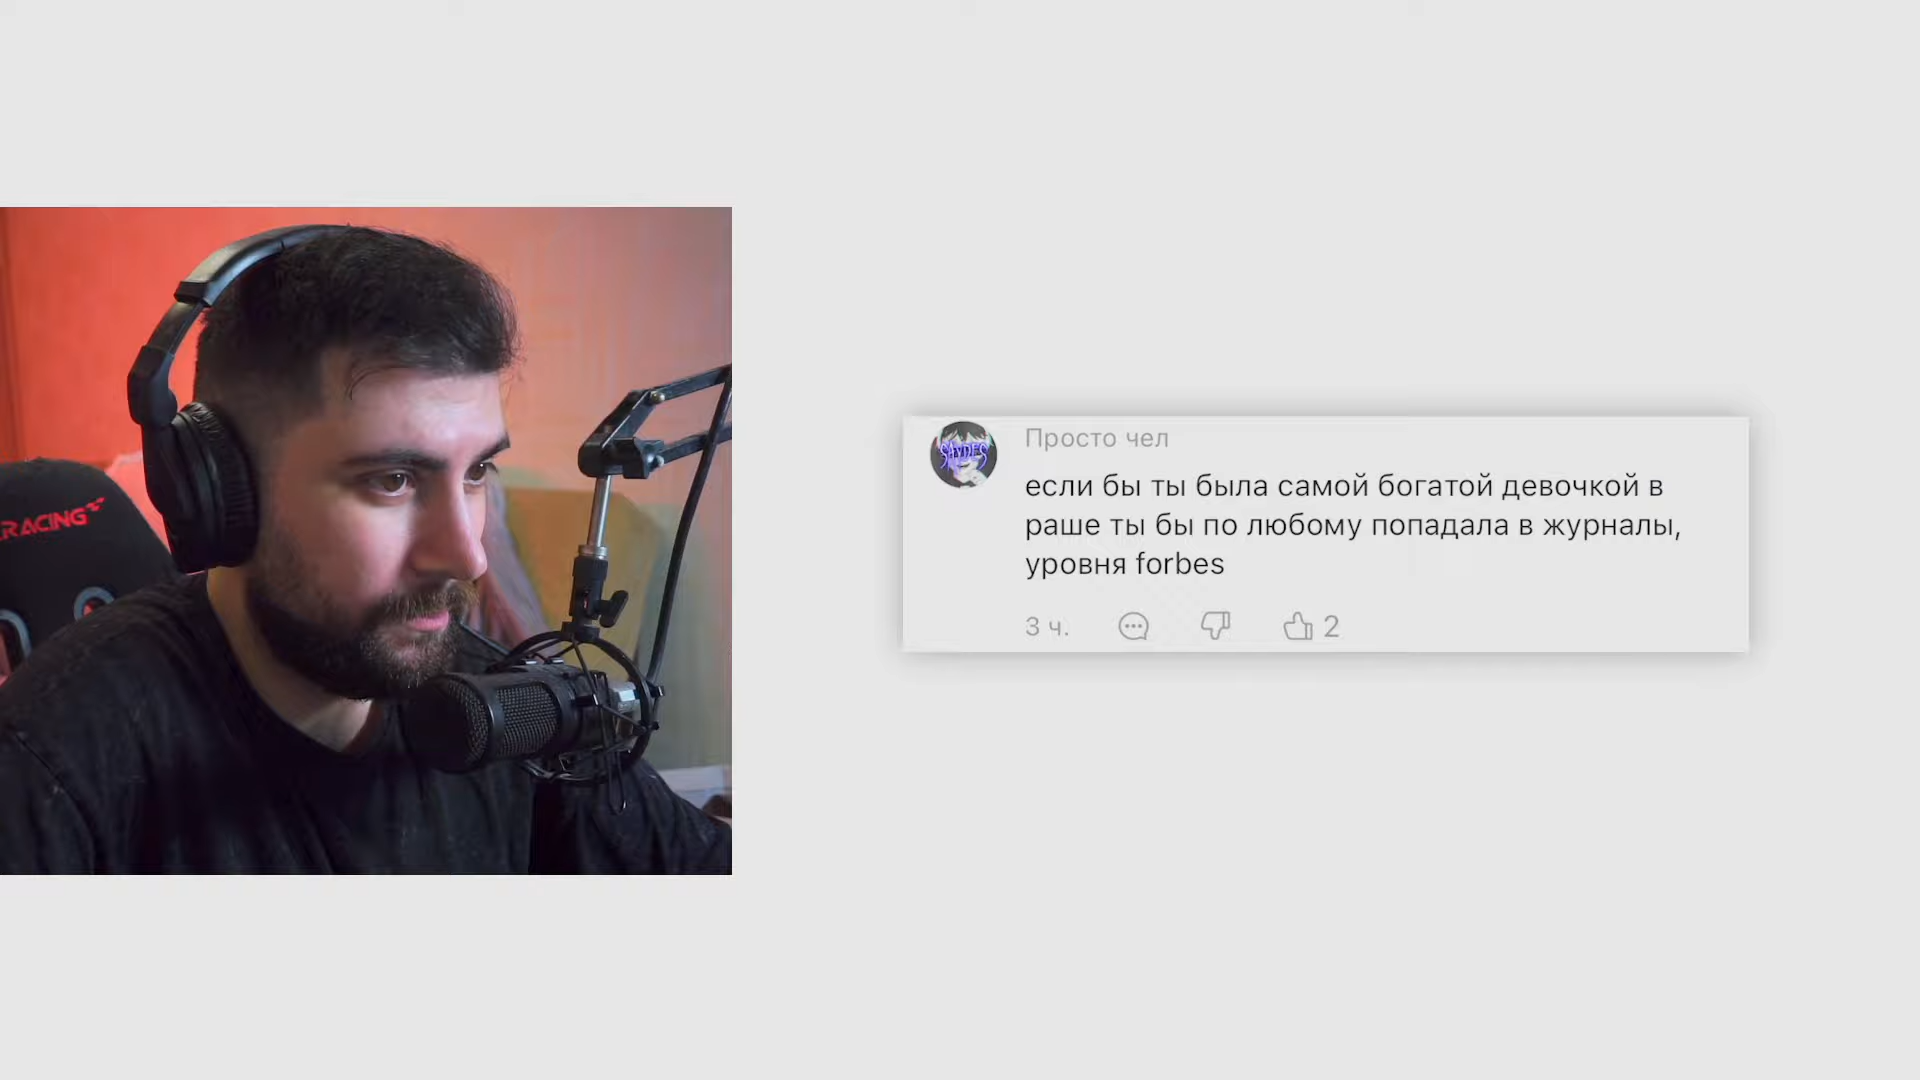 RACING
SAYDES
Просто чел
если бы ты была самой богатой девочкой в
раше ты бы по любому попадала в журналы,
уровня forbes
3 ч.
2